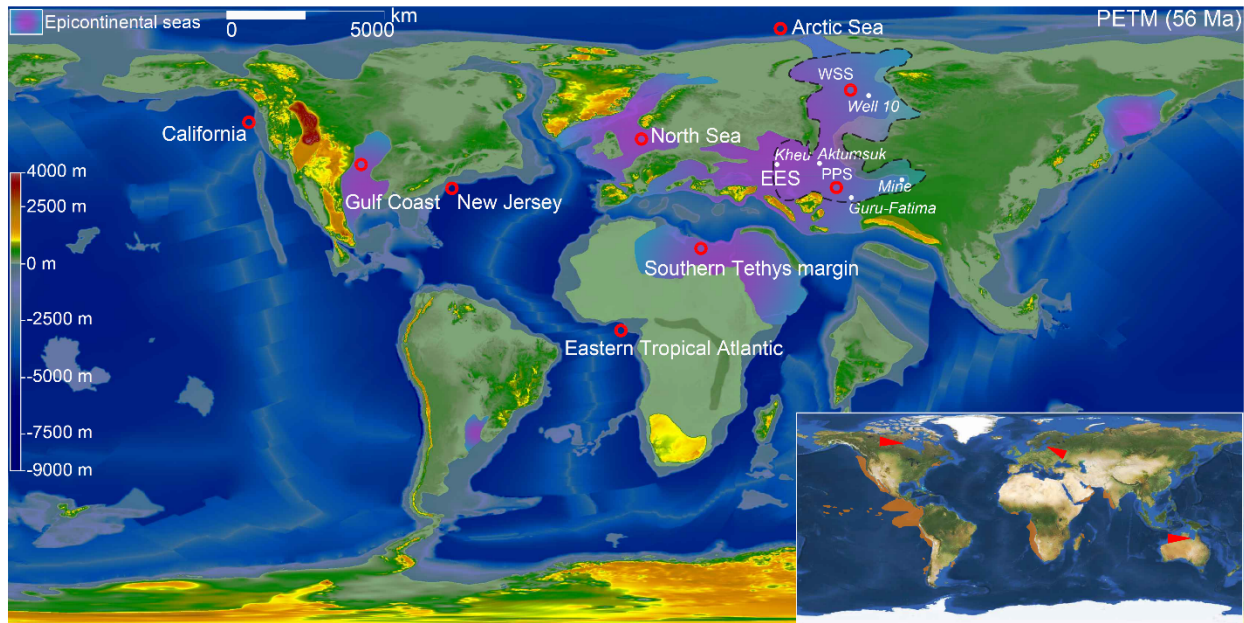 Epicontinental seas
0
5000
km
PETM (56 Ma)
Arctic Sea
WSS
Well 10
California
North Sea
Kheu
Aktumsuk
EES
PPS
Mine
Guru-Fatima
Gulf Coast
New Jersey
Southern Tethys margin
Eastern Tropical Atlantic
4000 m
2500 m
0 m
-2500 m
-5000 m
-7500 m
-9000 m